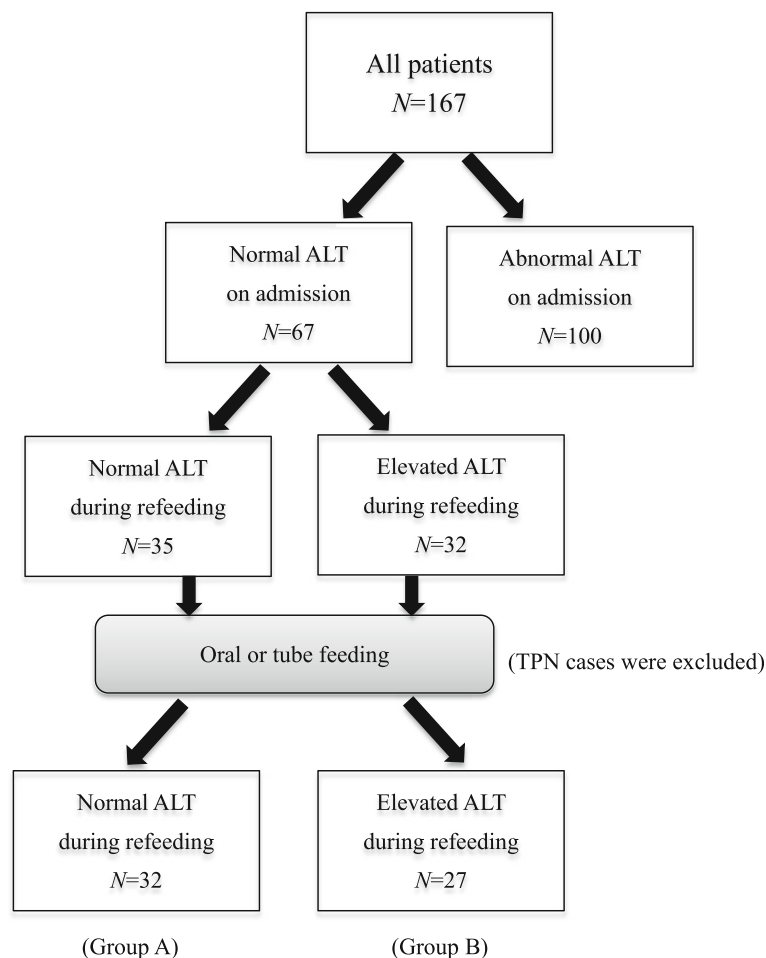 All patients
N=167
Normal ALT
on admission
N=67
Abnormal ALT
on admission
N=100
Normal ALT
during refeeding
N=35
Elevated ALT
during refeeding
N=32
Oral or tube feeding
(TPN cases were excluded)
Normal ALT
during refeeding
N=32
Elevated ALT
during refeeding
N=27
(Group A)
(Group B)